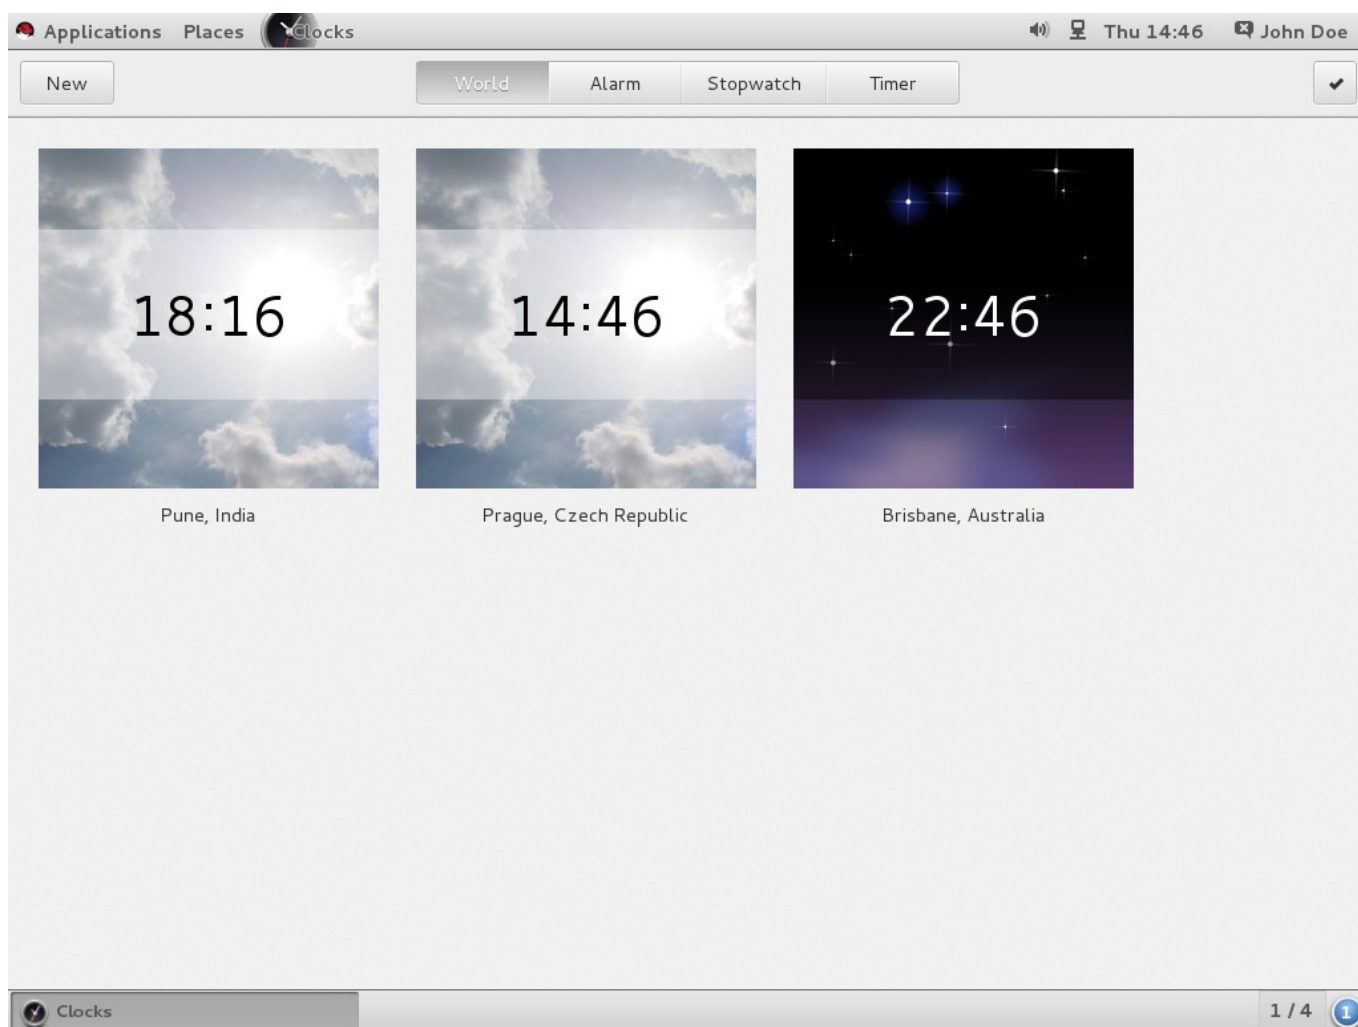 Applications Places Clocks Thu 14:46 John Doe
New World Alarm Stopwatch Timer
18:16 14:46 22:46
Pune, India Prague, Czech Republic Brisbane, Australia
Clocks 1 / 4 1